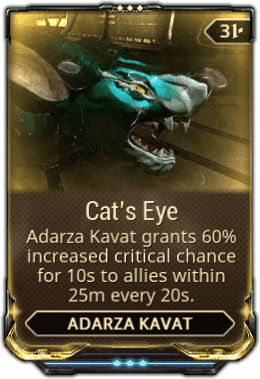 31
Cat's Eye
Adarza Kavat grants 60%
increased critical chance
for 10s to allies within
25m every 20s.
ADARZA KAVAT